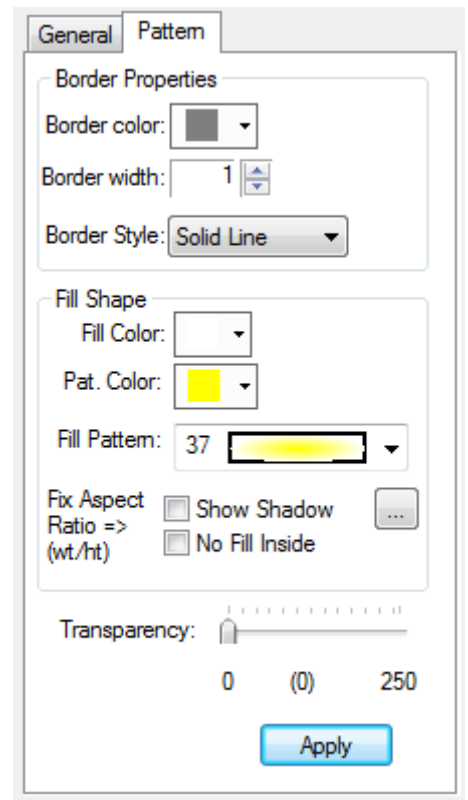 General Pattern
Border Properties
Border color:
Border width: 1
Border Style: Solid Line
Fill Shape
Fill Color:
Pat. Color:
Fill Pattern: 37
Fix Aspect
Ratio =>
(wt/ht)
Show Shadow
...
No Fill Inside
Transparency:
0 (0) 250
Apply